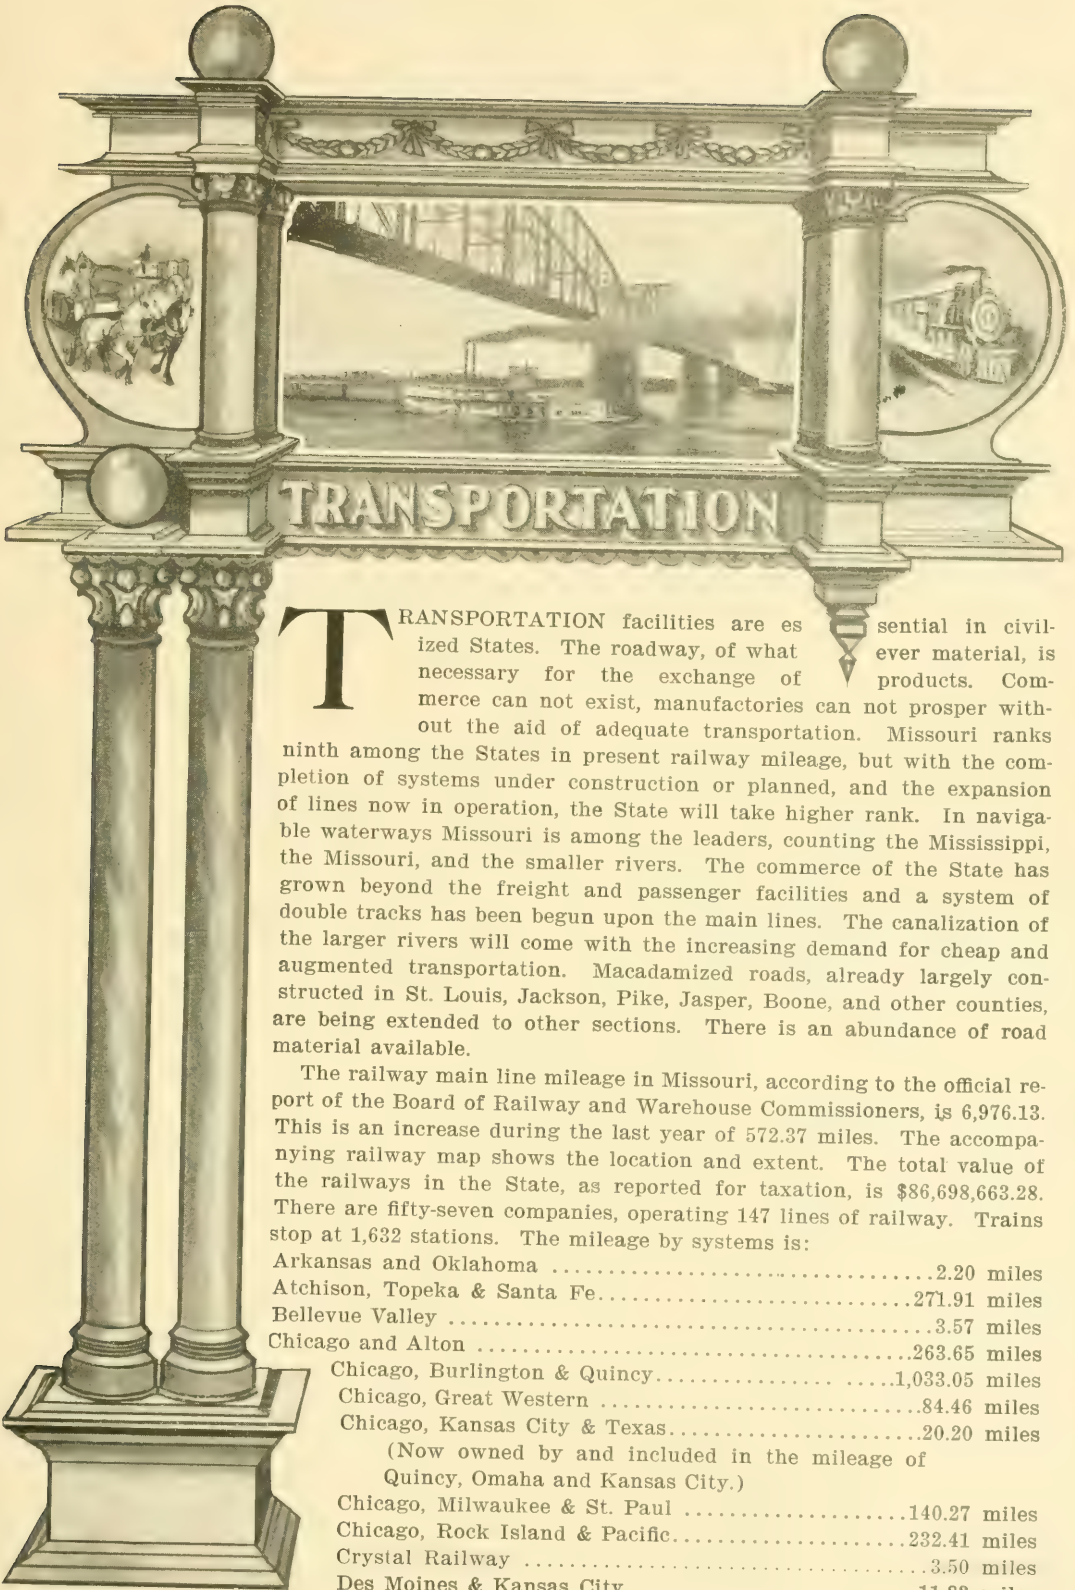 TRANSPORTATION
TRANSPORTATION facilities are es sential in civil-
ized States. The roadway, of what ever material, is
necessary for the exchange of products. Com-
merce can not exist, manufactories can not prosper with-
out the aid of adequate transportation. Missouri ranks
ninth among the States in present railway mileage, but with the com-
pletion of systems under construction or planned, and the expansion
of lines now in operation, the State will take higher rank. In naviga-
ble waterways Missouri is among the leaders, counting the Mississippi,
the Missouri, and the smaller rivers. The commerce of the State has
grown beyond the freight and passenger facilities and a system of
double tracks has been begun upon the main lines. The canalization of
the larger rivers will come with the increasing demand for cheap and
augmented transportation. Macadamized roads, already largely con-
structed in St. Louis, Jackson, Pike, Jasper, Boone, and other counties,
are being extended to other sections. There is an abundance of road
material available.
The railway main line mileage in Missouri, according to the official re-
port of the Board of Railway and Warehouse Commissioners, is 6,976.13.
This is an increase during the last year of 572.37 miles. The accompa-
nying railway map shows the location and extent. The total value of
the railways in the State, as reported for taxation, is $86,698,663.28.
There are fifty-seven companies, operating 147 lines of railway. Trains
stop at 1,632 stations. The mileage by systems is:
Arkansas and Oklahoma ..................................2.20 miles
Atchison, Topeka & Santa Fe............................271.91 miles
Bellevue Valley ...........................................3.57 miles
Chicago and Alton ......................................263.65 miles
Chicago, Burlington & Quincy................ .....1,033.05 miles
Chicago, Great Western ............................84.46 miles
Chicago, Kansas City & Texas......................20.20 miles
(Now owned by and included in the mileage of
Quincy, Omaha and Kansas City.)
Chicago, Milwaukee & St. Paul ....................140.27 miles
Chicago, Rock Island & Pacific.....................232.41 miles
Crystal Railway ....................................3.50 miles
Des Moines & Kansas City